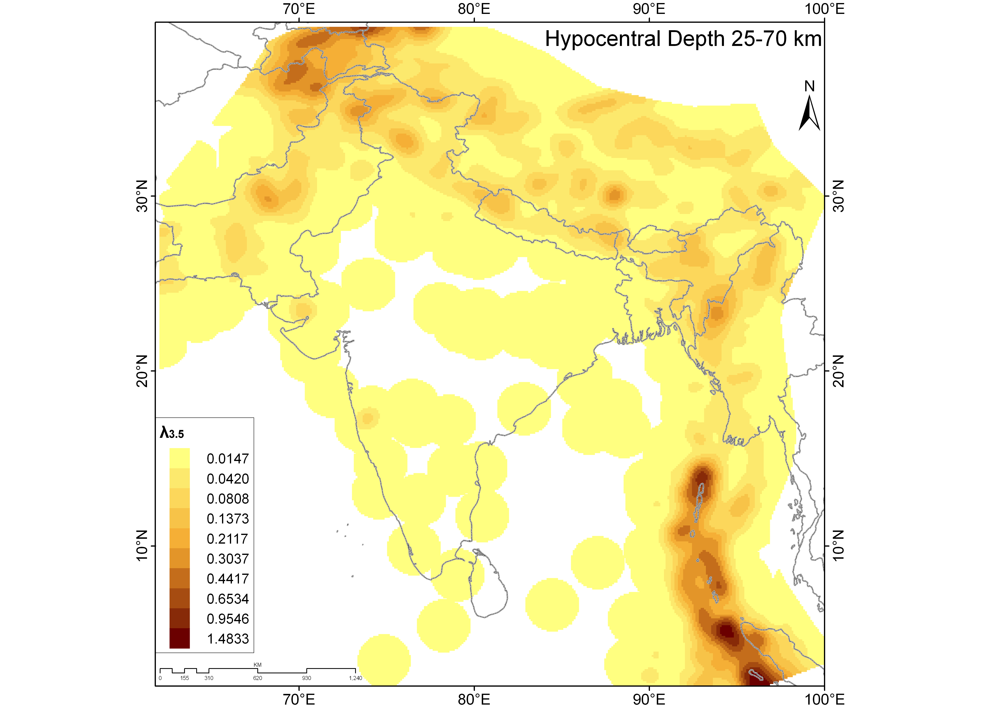 70°E 80°E 90°E 100°E
Hypocentral Depth 25-70 km
N
30°N 30°N
20°N 20°N
10°N 10°N
λ3.5
0.0147
0.0420
0.0808
0.1373
0.2117
0.3037
0.4417
0.6534
0.9546
1.4833
KM
0 155 310 620 930 1,240
70°E 80°E 90°E 100°E